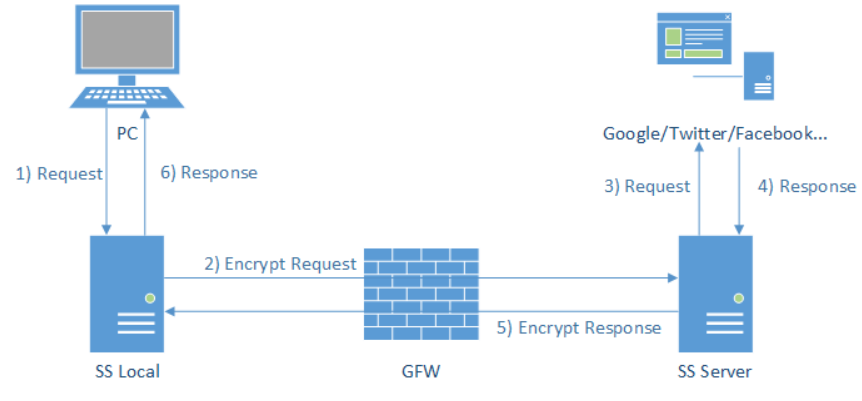 PC
Google/Twitter/Facebook...
1) Request
6) Response
3) Request
4) Response
2) Encrypt Request
5) Encrypt Response
SS Local
GFW
SS Server